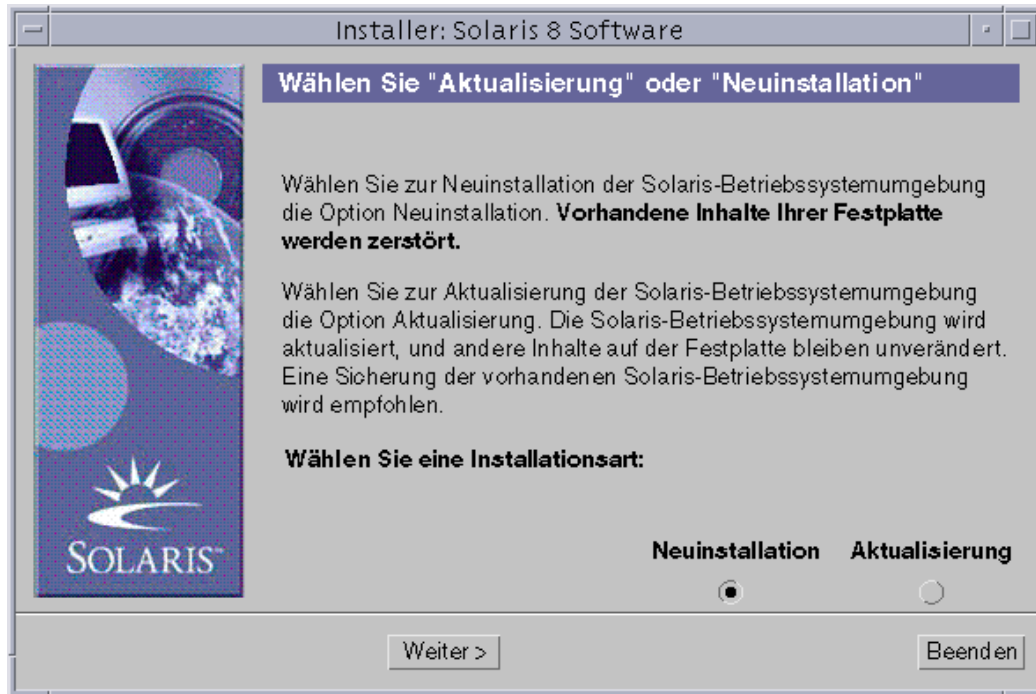 Installer: Solaris 8 Software
Wählen Sie "Aktualisierung" oder "Neuinstallation"
Wählen Sie zur Neuinstallation der Solaris-Betriebssystemumgebung
die Option Neuinstallation. Vorhandene Inhalte Ihrer Festplatte
werden zerstört.
Wählen Sie zur Aktualisierung der Solaris-Betriebssystemumgebung
die Option Aktualisierung. Die Solaris-Betriebssystemumgebung wird
aktualisiert, und andere Inhalte auf der Festplatte bleiben unverändert.
Eine Sicherung der vorhandenen Solaris-Betriebssystemumgebung
wird empfohlen.
Wählen Sie eine Installationsart:
SOLARIS™
Neuinstallation Aktualisierung
Weiter > Beenden